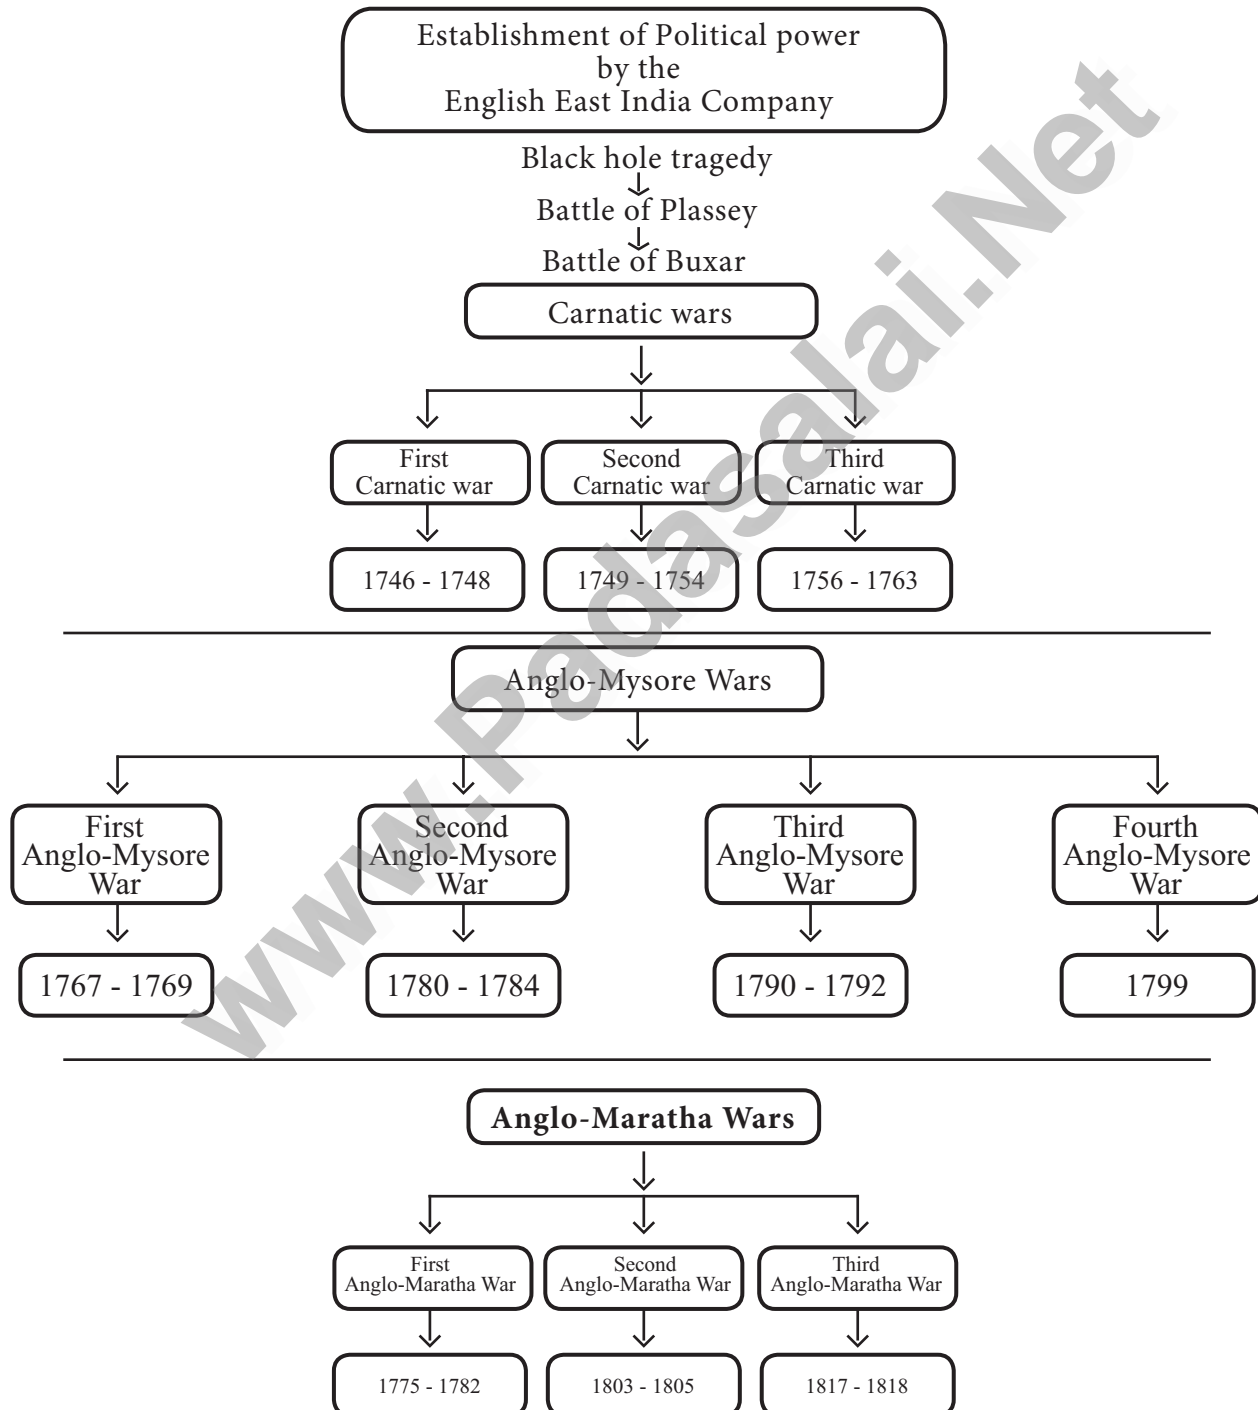 Establishment of Political power
by the
English East India Company
Black hole tragedy
Battle of Plassey
Battle of Buxar
Carnatic wars
First
Carnatic war
Second
Carnatic war
Third
Carnatic war
1746 - 1748
1749 - 1754
1756 - 1763
Anglo-Mysore Wars
First
Anglo-Mysore
War
Second
Anglo-Mysore
War
Third
Anglo-Mysore
War
Fourth
Anglo-Mysore
War
1767 - 1769
1780 - 1784
1790 - 1792
1799
Anglo-Maratha Wars
First
Anglo-Maratha War
Second
Anglo-Maratha War
Third
Anglo-Maratha War
1775 - 1782
1803 - 1805
1817 - 1818
www.Padasalai.Net